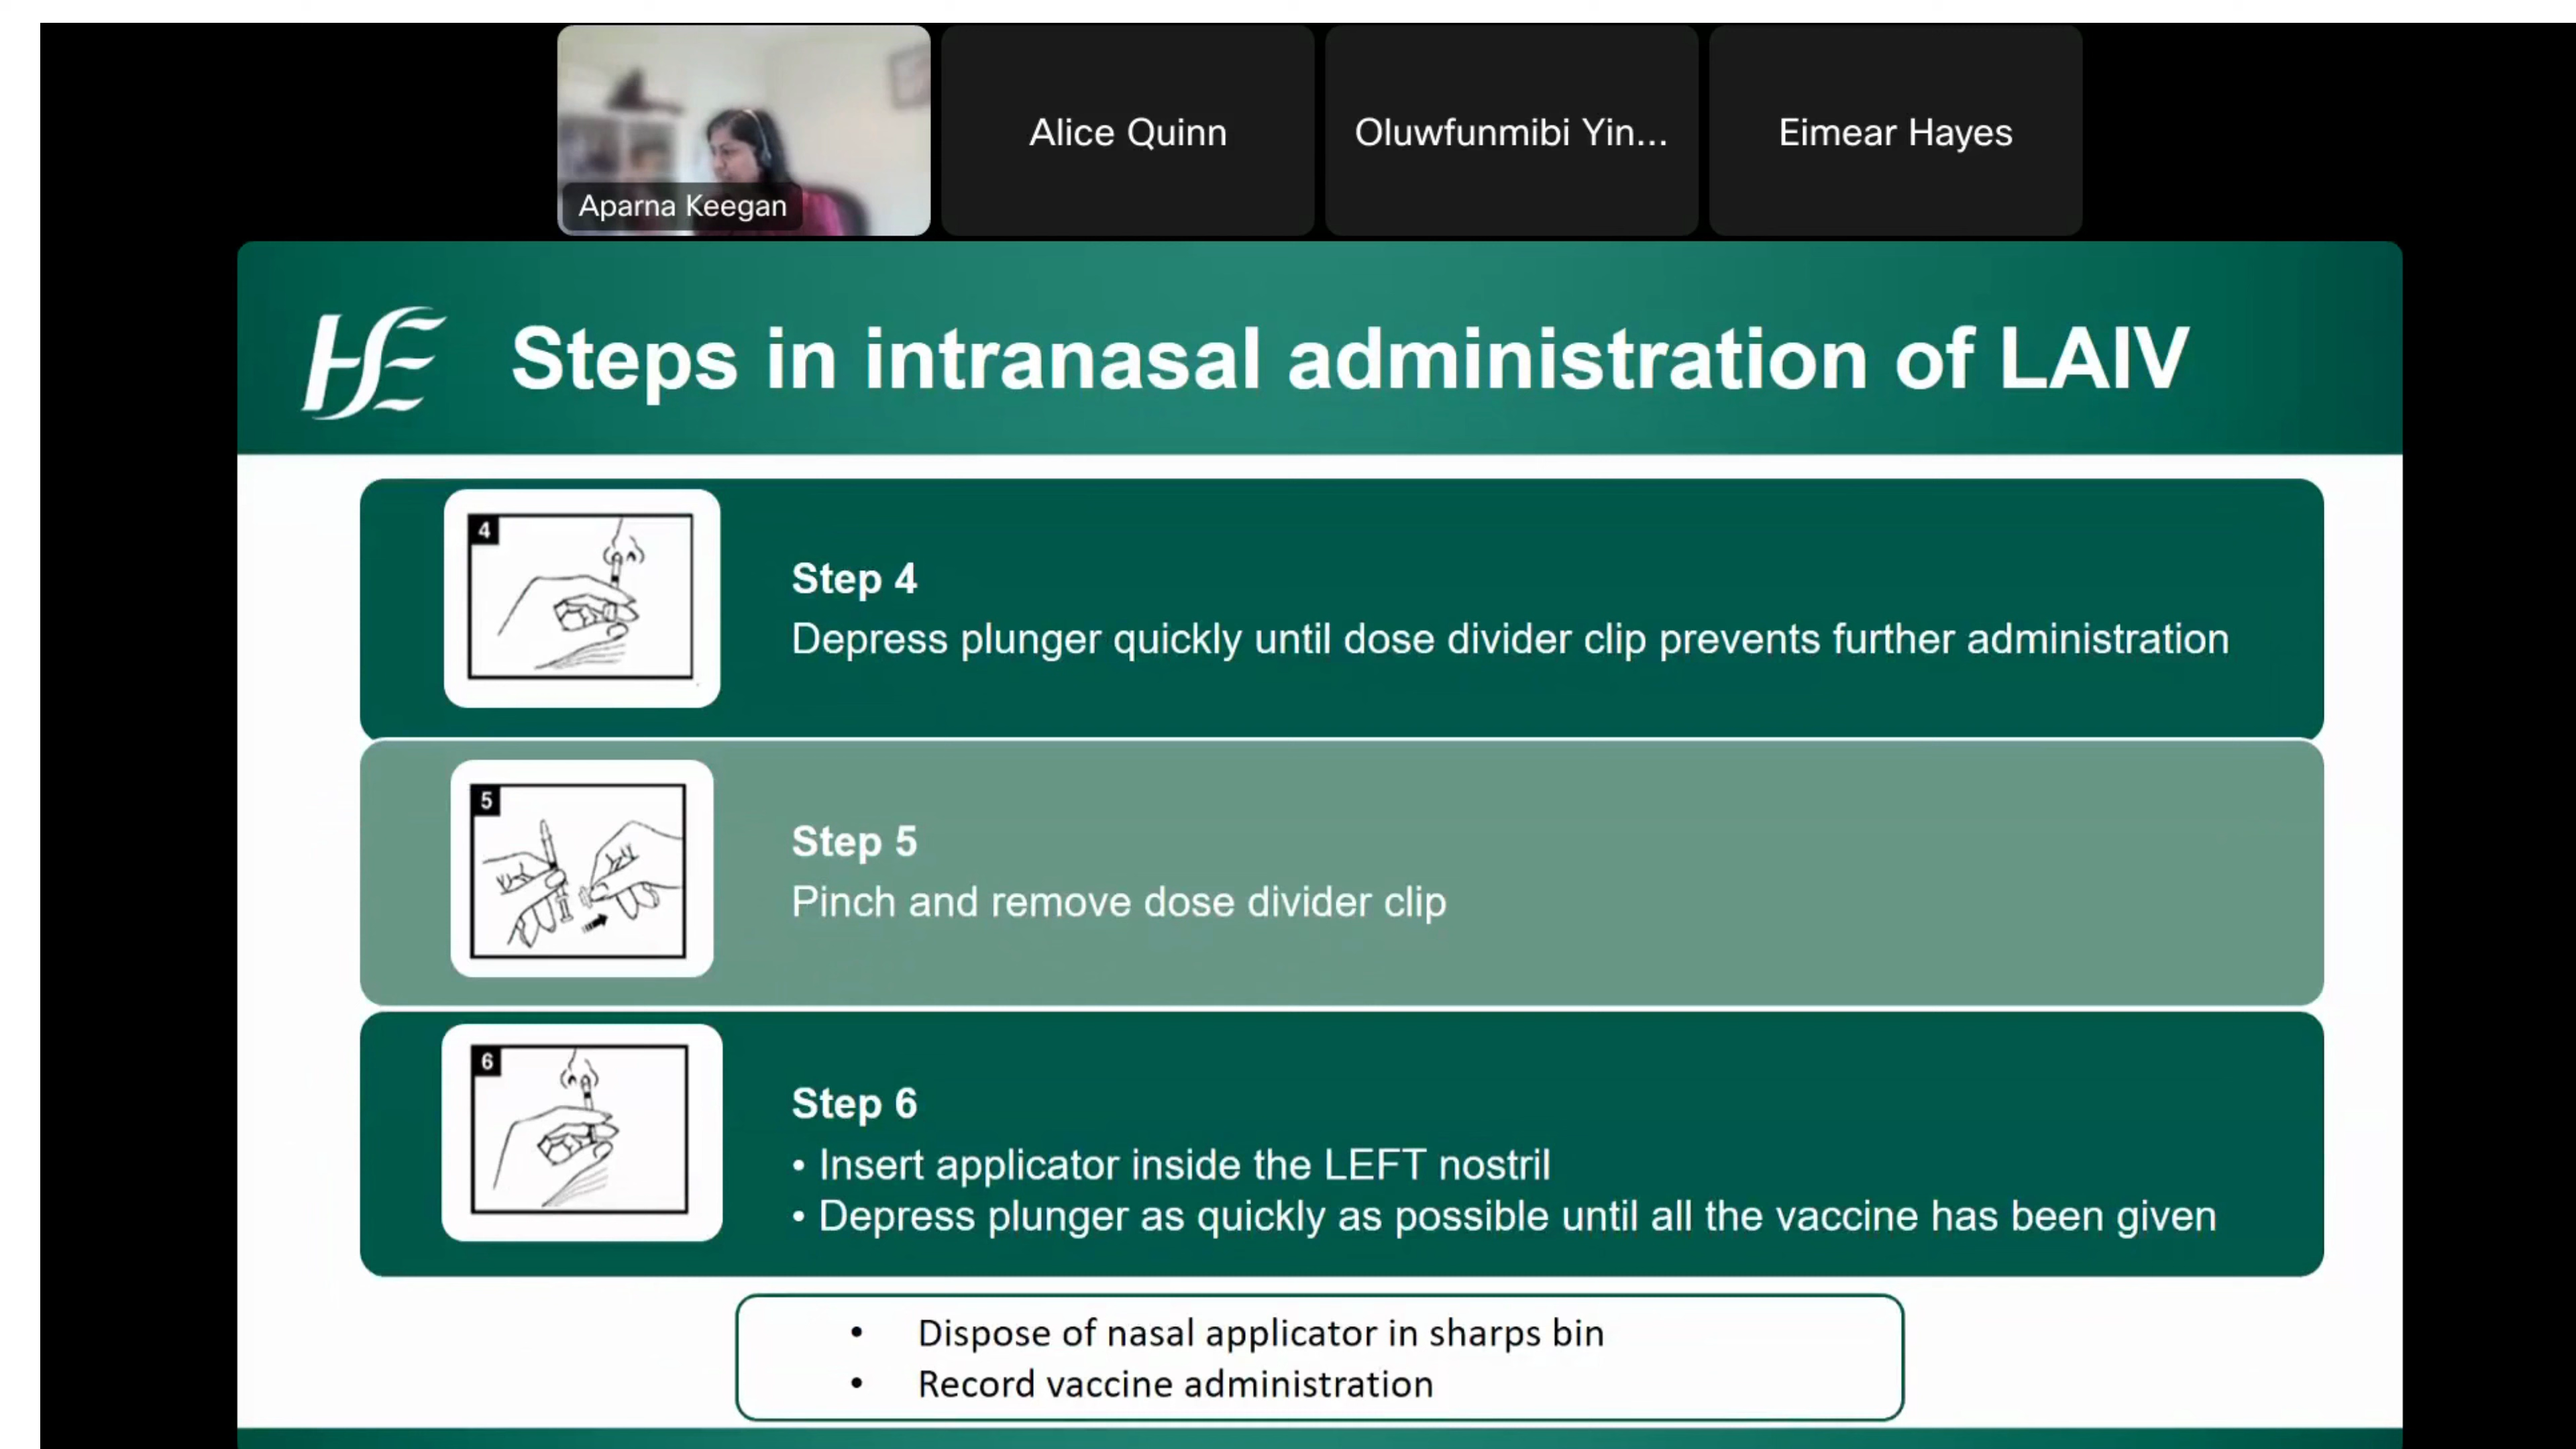 Aparna Keegan
Alice Quinn
Oluwfunmibi Yin...
Eimear Hayes
HSE
Steps in intranasal administration of LAIV
4
Step 4
Depress plunger quickly until dose divider clip prevents further administration
5
Step 5
Pinch and remove dose divider clip
6
Step 6
• Insert applicator inside the LEFT nostril
• Depress plunger as quickly as possible until all the vaccine has been given
• Dispose of nasal applicator in sharps bin
• Record vaccine administration